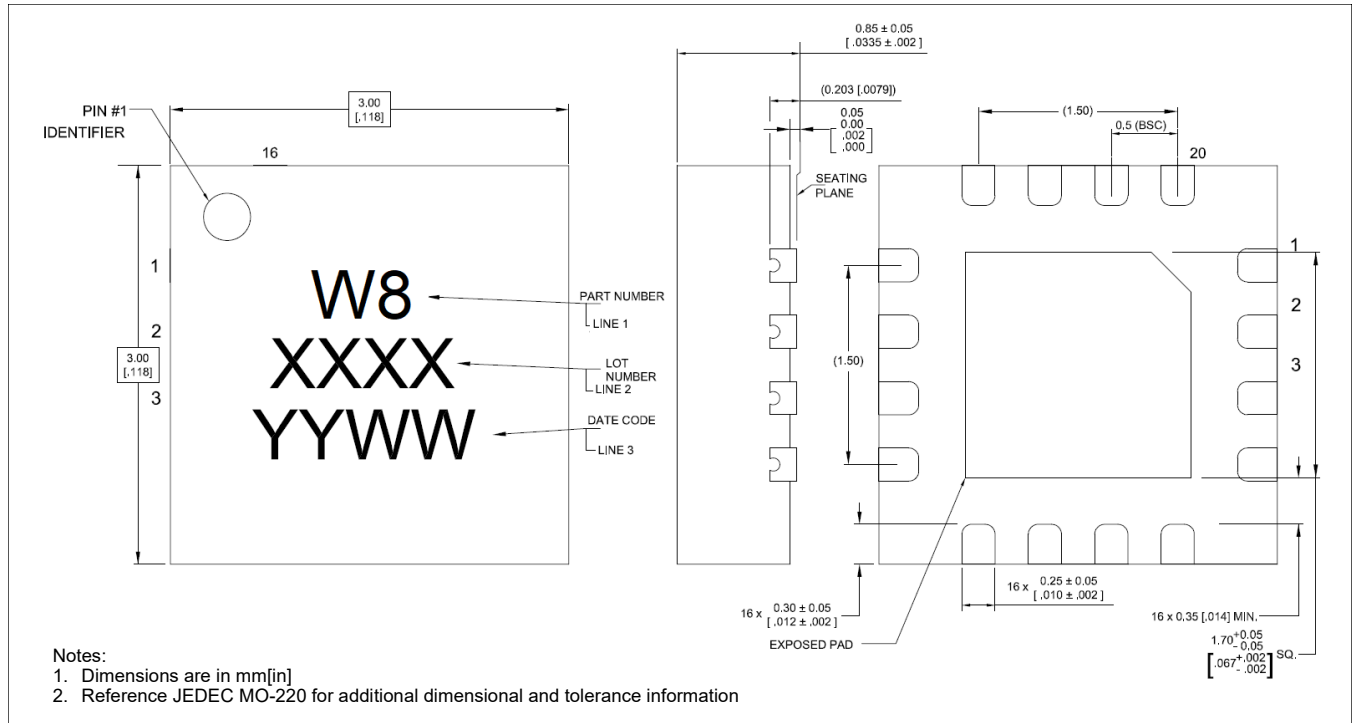 PIN #1
IDENTIFIER
3.00
[.118]
16
1
2
3
3.00
[.118]
W8
XXXX
YYWW
PART NUMBER
LINE 1
LOT
NUMBER
LINE 2
DATE CODE
LINE 3
0.85 ± 0.05
[ .0335 ± .002 ]
(0.203 [.0079])
0.05
0.00
[ .002
.000 ]
SEATING
PLANE
(1.50)
0,5 (BSC)
20
1
2
3
(1.50)
16 x 0.30 ± 0.05
[ .012 ± .002 ]
16 x 0.25 ± 0.05
[ .010 ± .002 ]
EXPOSED PAD
16 x 0.35 [.014] MIN.
1.70 +0.05
- 0.05
[ .067 +.002
- .002 ] SQ.
Notes:
1. Dimensions are in mm[in]
2. Reference JEDEC MO-220 for additional dimensional and tolerance information